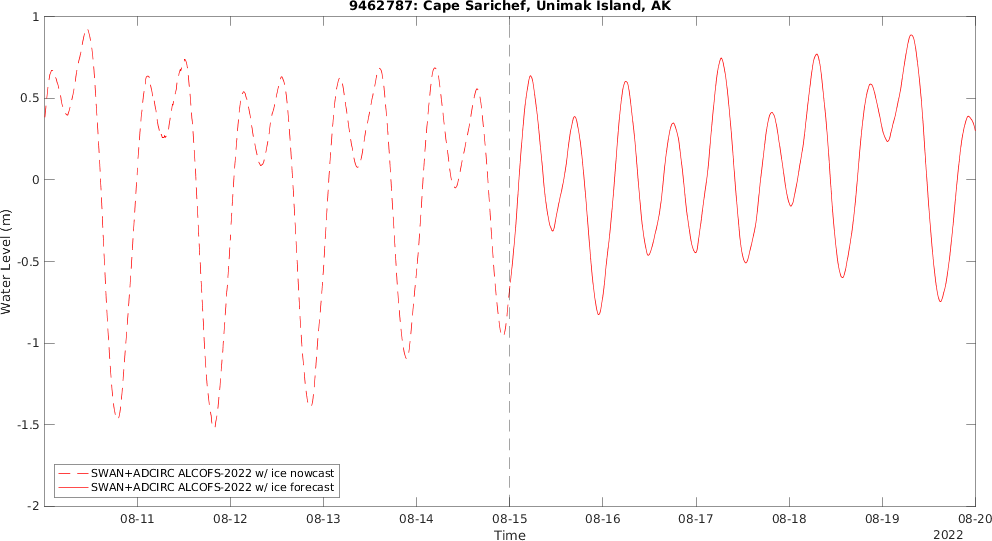 9462787: Cape Sarichef, Unimak Island, AK
1
0.5
0
-0.5
-1
-1.5
-2
Water Level (m)
SWAN+ADCIRC ALCOFS-2022 w/ ice nowcast
SWAN+ADCIRC ALCOFS-2022 w/ ice forecast
08-11 08-12 08-13 08-14 08-15 08-16 08-17 08-18 08-19 08-20
Time
2022